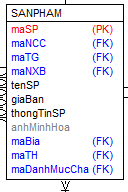 SANPHAM
maSP (PK)
maNCC (FK)
maTG (FK)
maNXB (FK)
tenSP
giaBan
thongTinSP
anhMinhHoa
maBia (FK)
maTH (FK)
maDanhMucCha (FK)